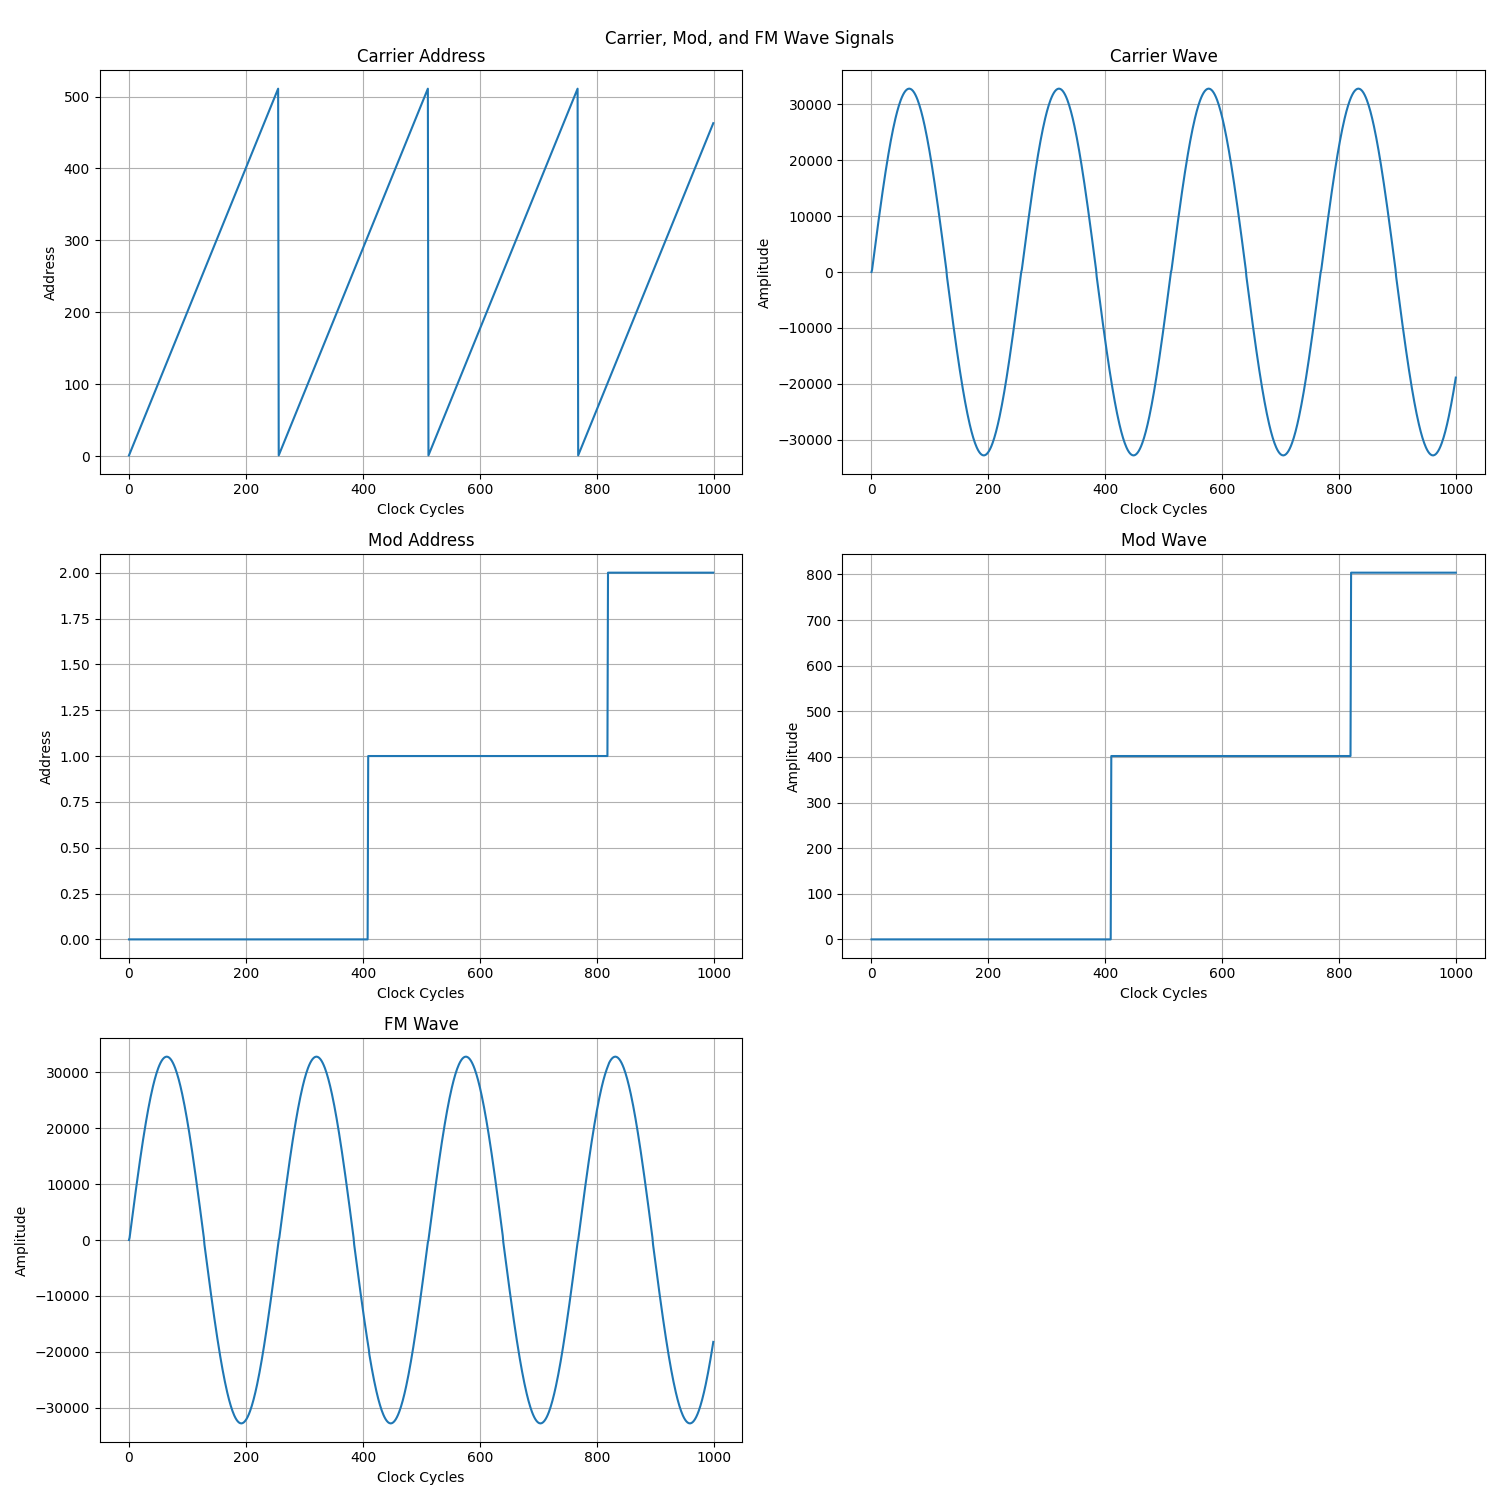 Carrier, Mod, and FM Wave Signals
Carrier Address
500
400
300
200
100
0
Address
0 200 400 600 800 1000
Clock Cycles
Carrier Wave
30000
20000
10000
0
−10000
−20000
−30000
Amplitude
0 200 400 600 800 1000
Clock Cycles
Mod Address
2.00
1.75
1.50
1.25
1.00
0.75
0.50
0.25
0.00
Address
0 200 400 600 800 1000
Clock Cycles
Mod Wave
800
700
600
500
400
300
200
100
0
Amplitude
0 200 400 600 800 1000
Clock Cycles
FM Wave
30000
20000
10000
0
−10000
−20000
−30000
Amplitude
0 200 400 600 800 1000
Clock Cycles